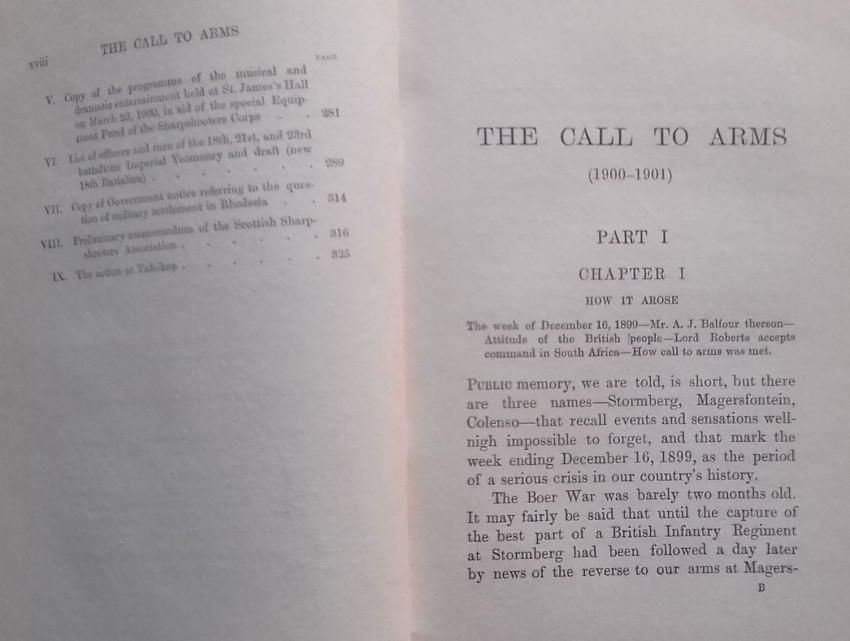 xviii
THE CALL TO ARMS
PAGE
V. Copy of the programme of the musical and
dramatic entertainment held at St. James's Hall
on March 23, 1900, in aid of the special Equip-
ment Fund of the Sharpshooters Corps . . 281
VI. List of officers and men of the 18th, 21st, and 23rd
battalions Imperial Yeomanry and draft (new
18th Battalion) . . . . . . 289
VII. Copy of Government notice referring to the ques-
tion of military settlement in Rhodesia . . 314
VIII. Preliminary memorandum of the Scottish Sharp-
shooters' Association . . . . . 316
IX. The action at Tafelkop . . . . . 325
THE CALL TO ARMS
(1900–1901)
PART I
CHAPTER I
HOW IT AROSE
The week of December 16, 1899—Mr. A. J. Balfour thereon—
Attitude of the British people—Lord Roberts accepts
command in South Africa—How call to arms was met.
PUBLIC memory, we are told, is short, but there
are three names—Stormberg, Magersfontein,
Colenso—that recall events and sensations well-
nigh impossible to forget, and that mark the
week ending December 16, 1899, as the period
of a serious crisis in our country's history.
The Boer War was barely two months old.
It may fairly be said that until the capture of
the best part of a British Infantry Regiment
at Stormberg had been followed a day later
by news of the reverse to our arms at Magers-
B